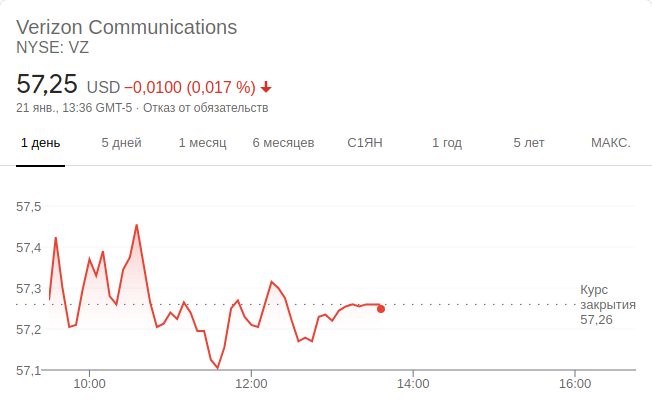 Verizon Communications
NYSE: VZ
57,25 USD −0,0100 (0,017 %)
21 янв., 13:36 GMT-5 · Отказ от обязательств
1 день 5 дней 1 месяц 6 месяцев С1ЯН 1 год 5 лет МАКС.
57,5
57,4
57,3
57,2
57,1
Курс
закрытия
57,26
10:00 12:00 14:00 16:00